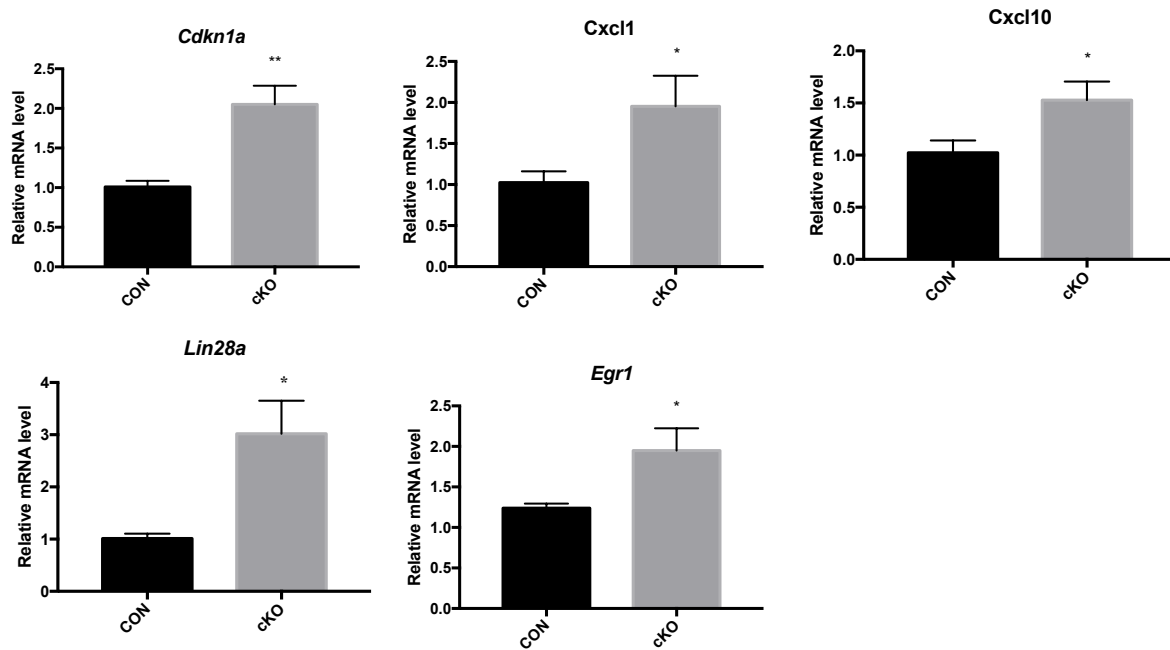 Cdkn1a
**
Relative mRNA level
2.5
2.0
1.5
1.0
0.5
0.0
CON
cKO
Cxcl1
*
Relative mRNA level
2.5
2.0
1.5
1.0
0.5
0.0
CON
cKO
Cxcl10
*
Relative mRNA level
2.0
1.5
1.0
0.5
0.0
CON
cKO
Lin28a
*
Relative mRNA level
4
3
2
1
0
CON
cKO
Egr1
*
Relative mRNA level
2.5
2.0
1.5
1.0
0.5
0.0
CON
cKO